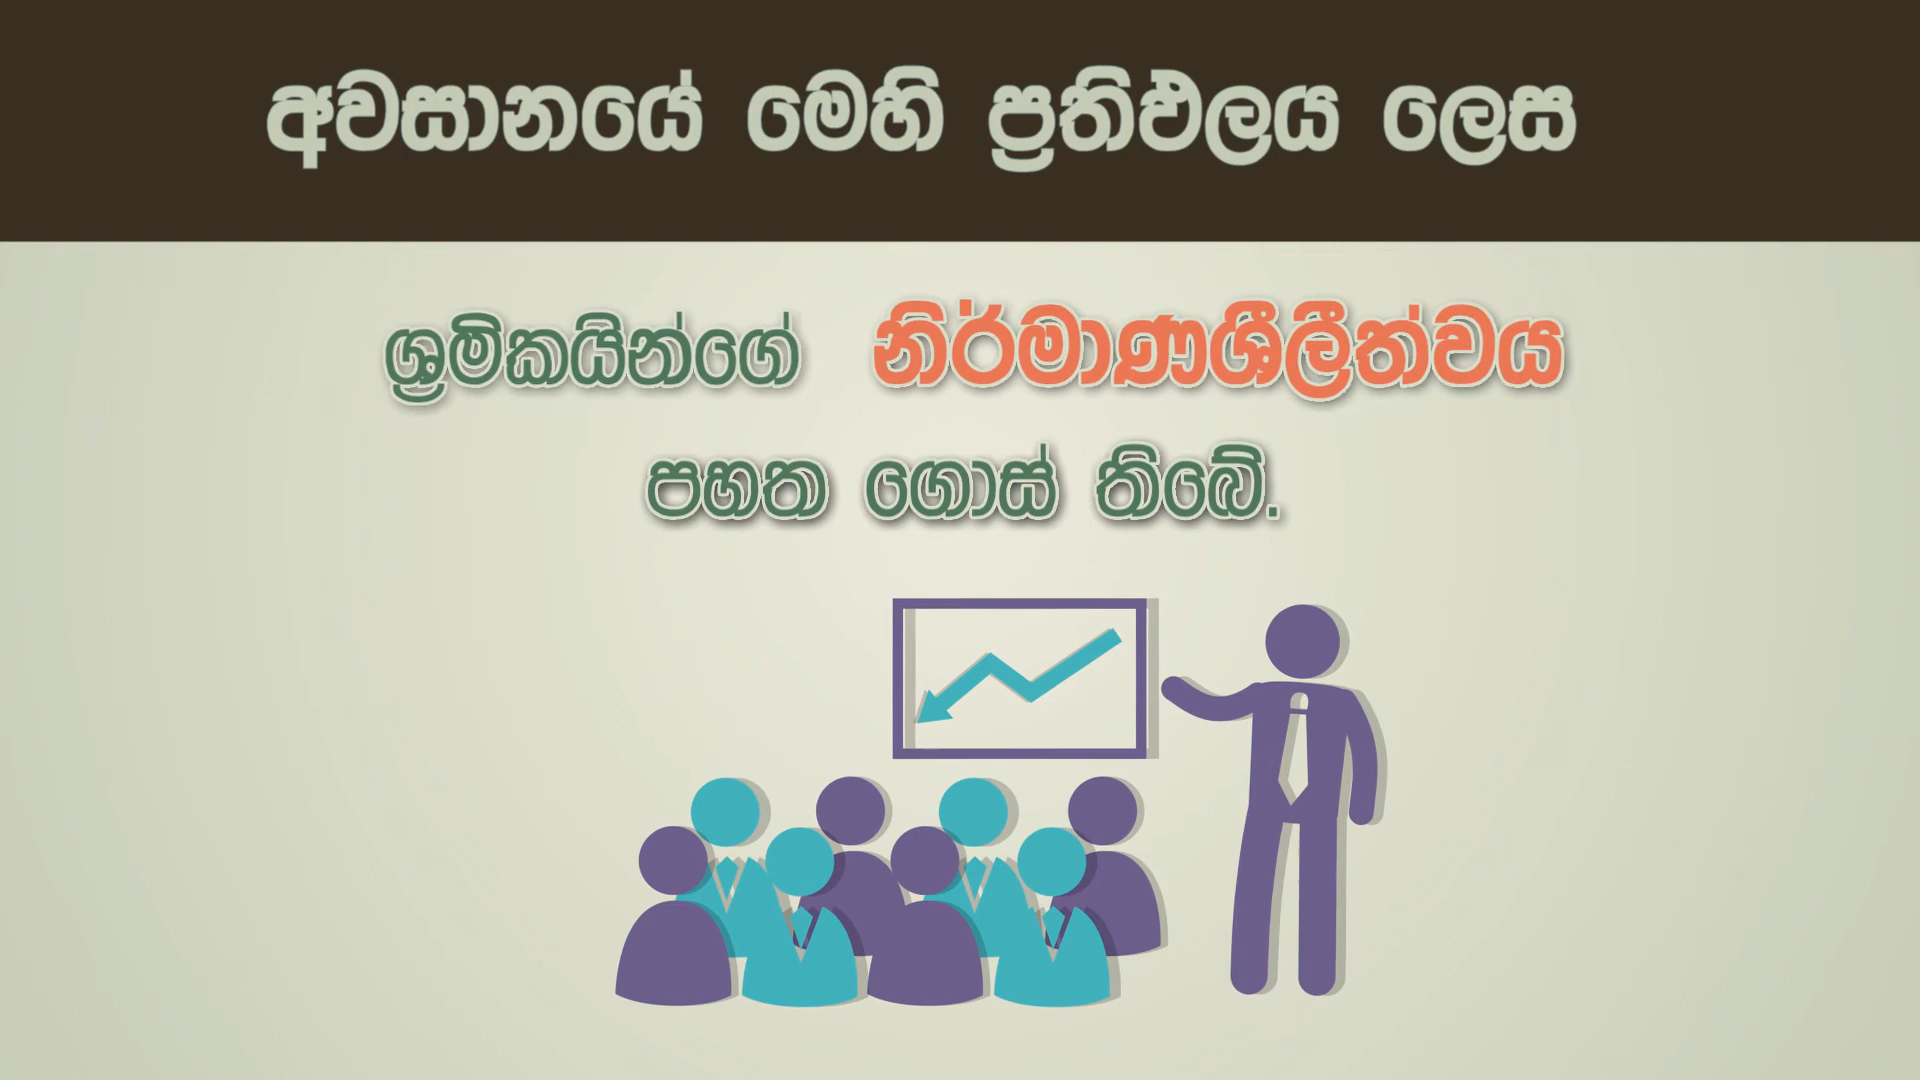 අවසානයේ මෙහි ප්‍රතිඵලය ලෙස
ශ්‍රමිකයින්ගේ නිර්මාණශීලීත්වය
පහත ගොස් තිබේ.